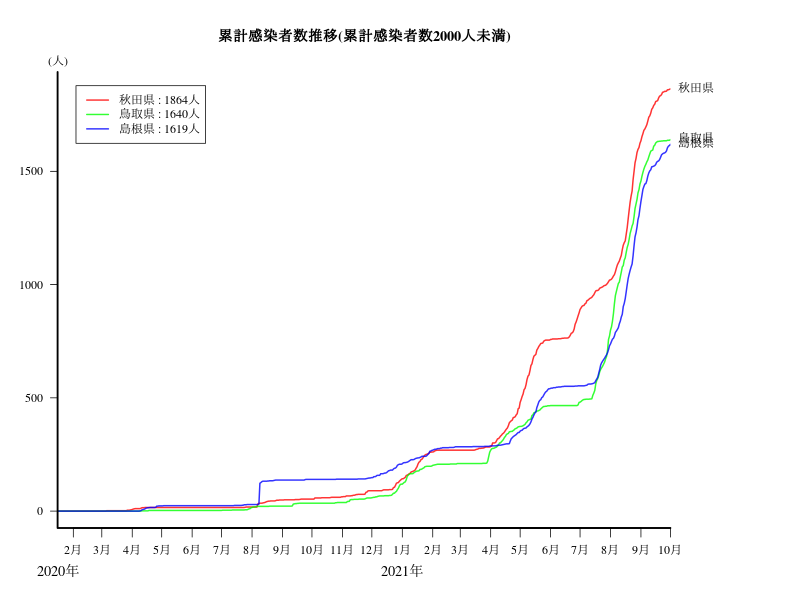 累計感染者数推移(累計感染者数2000人未満)
(人)
秋田県 : 1864人
鳥取県 : 1640人
島根県 : 1619人
秋田県
鳥取県
島根県
1500
1000
500
0
2月 3月 4月 5月 6月 7月 8月 9月 10月 11月 12月 1月 2月 3月 4月 5月 6月 7月 8月 9月 10月
2020年 2021年